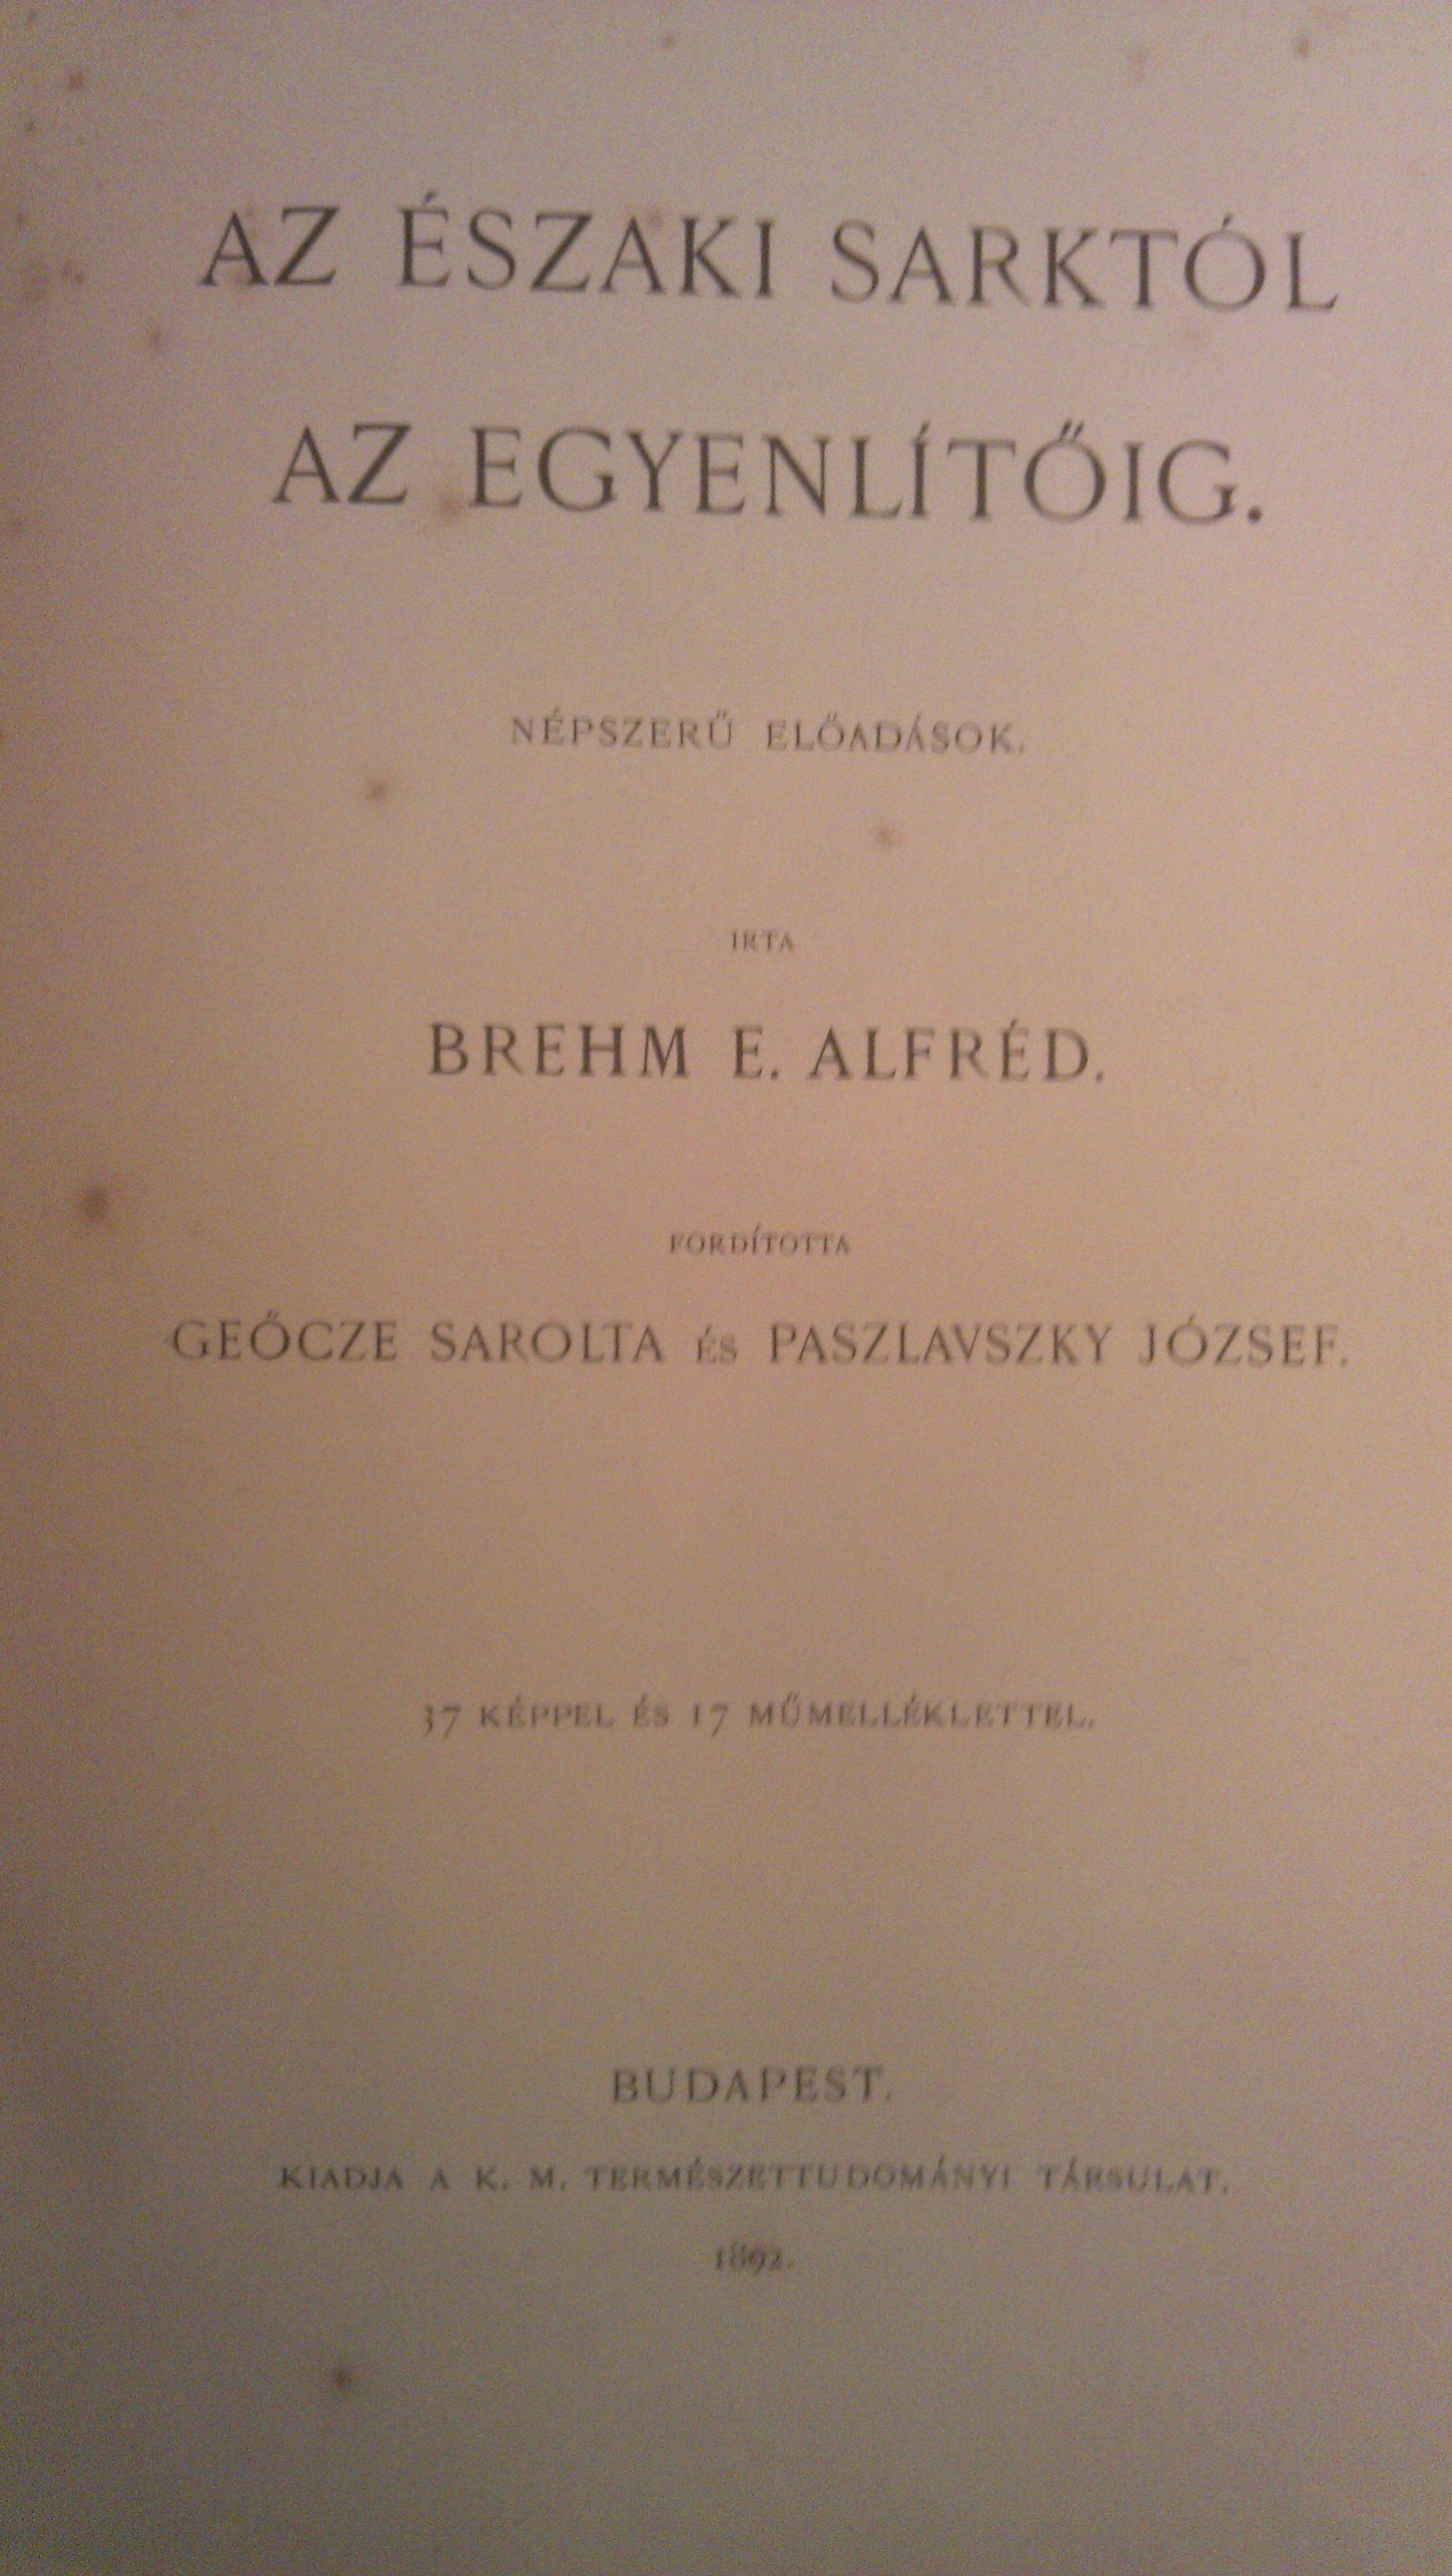 AZ ÉSZAKI SARKTÓL
AZ EGYENLÍTŐIG.
NÉPSZERŰ ELŐADÁSOK.
IRTA
BREHM E. ALFRÉD.
FORDÍTOTTA
GEŐCZE SAROLTA ÉS PASZLAVSZKY JÓZSEF.
37 KÉPPEL ÉS 17 MŰMELLÉKLETTEL.
BUDAPEST.
KIADJA A K. M. TERMÉSZETTUDOMÁNYI TÁRSULAT.
1892.